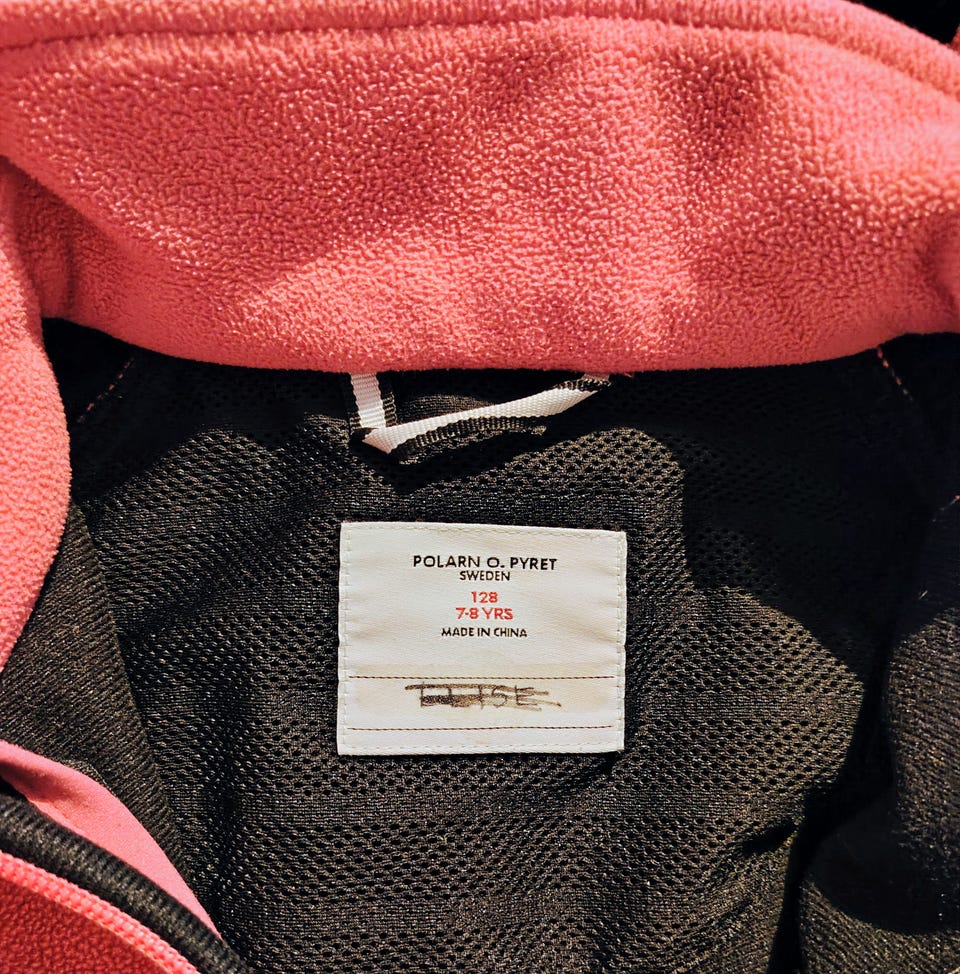 POLARN O. PYRET
SWEDEN
128
7-8 YRS
MADE IN CHINA